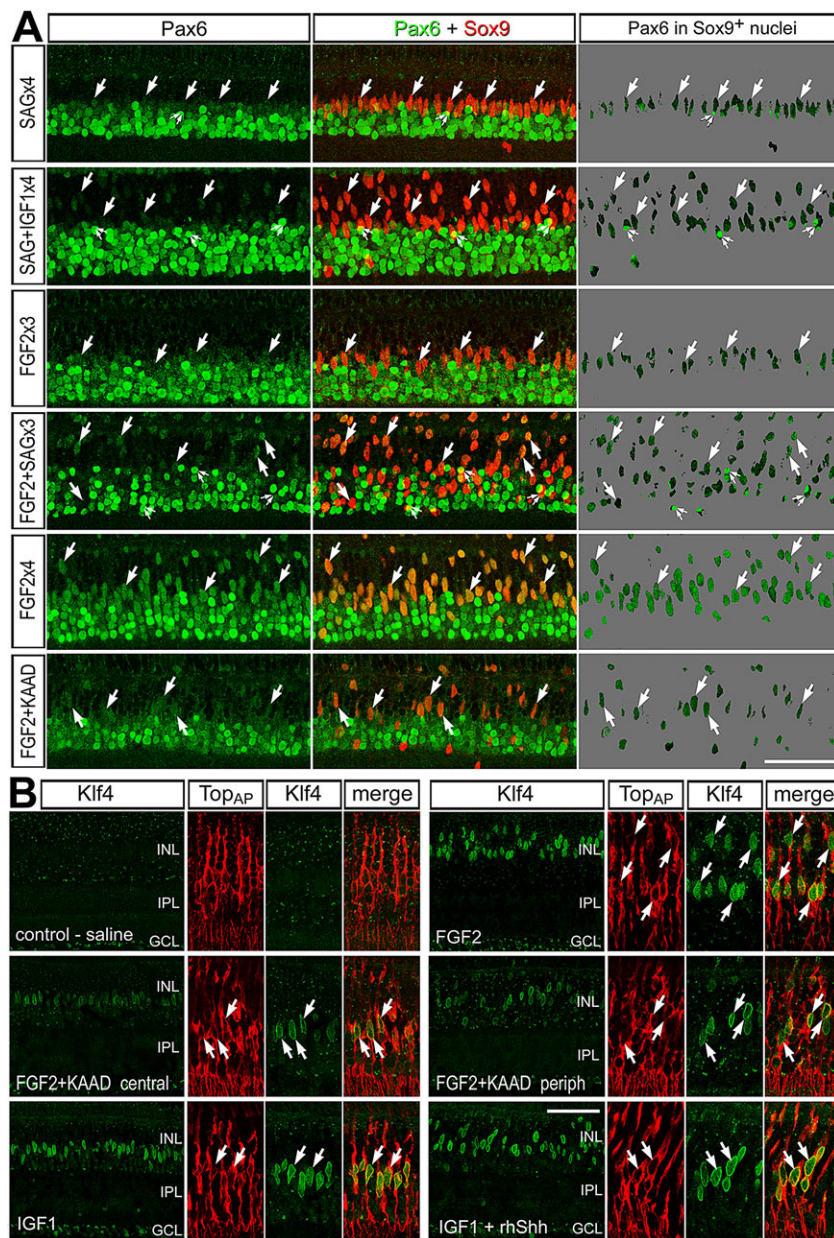 A
Pax6
Pax6 + Sox9
Pax6 in Sox9+ nuclei
SAGx4
SAG+IGF1x4
FGF2x3
FGF2+SAGx3
FGF2x4
FGF2+KAAD
B
Klf4 TopAP Klf4 merge
Klf4 TopAP Klf4 merge
INL
IPL
GCL
control - saline
INL
IPL
GCL
FGF2
INL
IPL
FGF2+KAAD central
INL
IPL
FGF2+KAAD periph
INL
IPL
GCL
IGF1
INL
IPL
GCL
IGF1 + rhShh